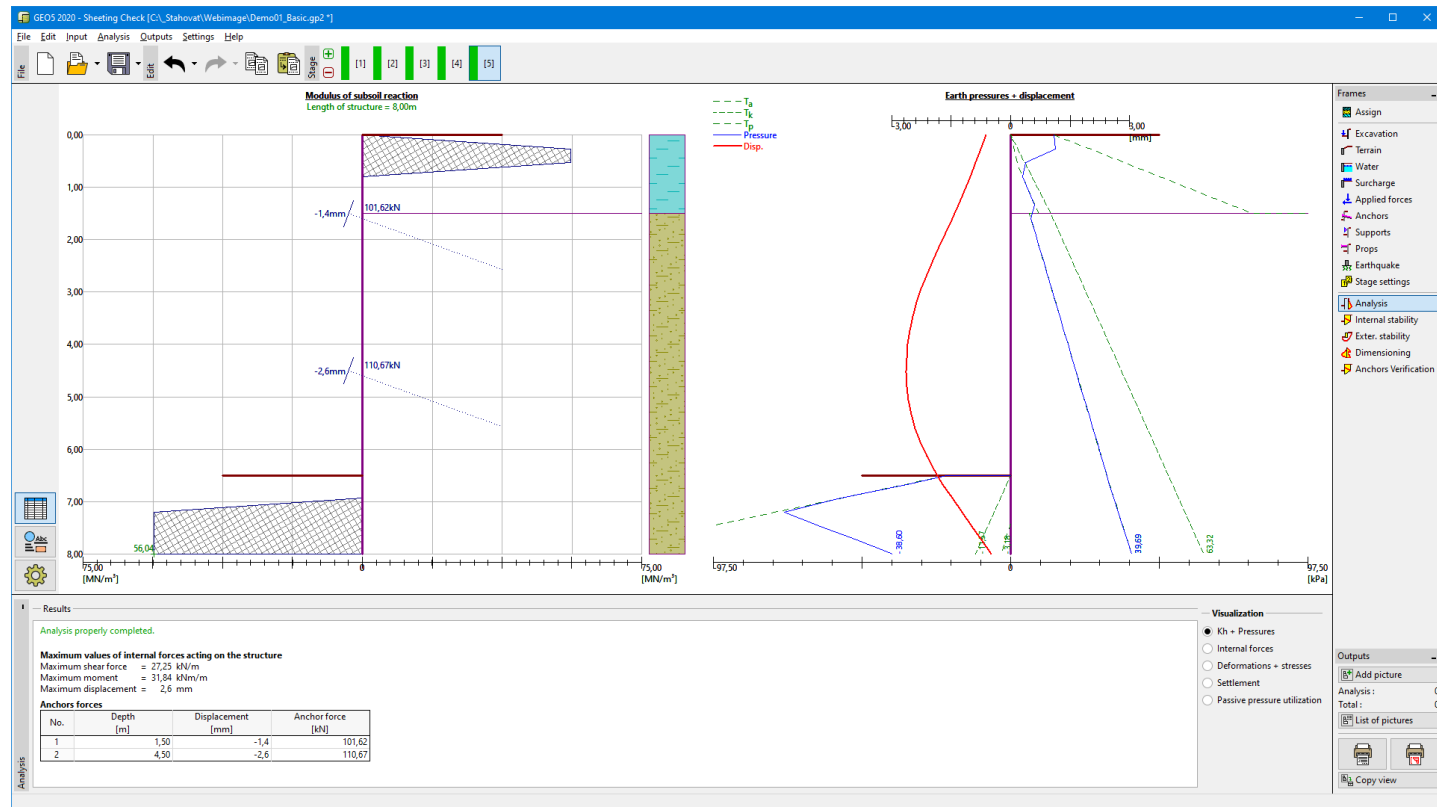 GEO5 2020 - Sheeting Check [C:\_Stahovat\Webimage\Demo01_Basic.gp2 *]
File Edit Input Analysis Outputs Settings Help
File
Edit
Stage
[1] [2] [3] [4] [5]
Modulus of subsoil reaction
Length of structure = 8,00m
0,00
1,00
2,00
3,00
4,00
5,00
6,00
7,00
8,00
-1,4mm
101,62kN
-2,6mm
110,67kN
56,04
75,00 0 75,00
[MN/m³] [MN/m³]
Ta
Tk
Tp
Pressure
Disp.
Earth pressures + displacement
-3,00 0 3,00
[mm]
-38,60
39,69
63,32
-97,50 0 97,50
[kPa]
Frames
Assign
Excavation
Terrain
Water
Surcharge
Applied forces
Anchors
Supports
Props
Earthquake
Stage settings
Analysis
Internal stability
Exter. stability
Dimensioning
Anchors Verification
Abc
Analysis
Results
Analysis properly completed.
Maximum values of internal forces acting on the structure
Maximum shear force = 27,25 kN/m
Maximum moment = 31,84 kNm/m
Maximum displacement = 2,6 mm
Anchors forces
No. Depth Displacement Anchor force
[m] [mm] [kN]
1 1,50 -1,4 101,62
2 4,50 -2,6 110,67
Visualization
Kh + Pressures
Internal forces
Deformations + stresses
Settlement
Passive pressure utilization
Outputs
Add picture
Analysis :
Total :
List of pictures
Copy view